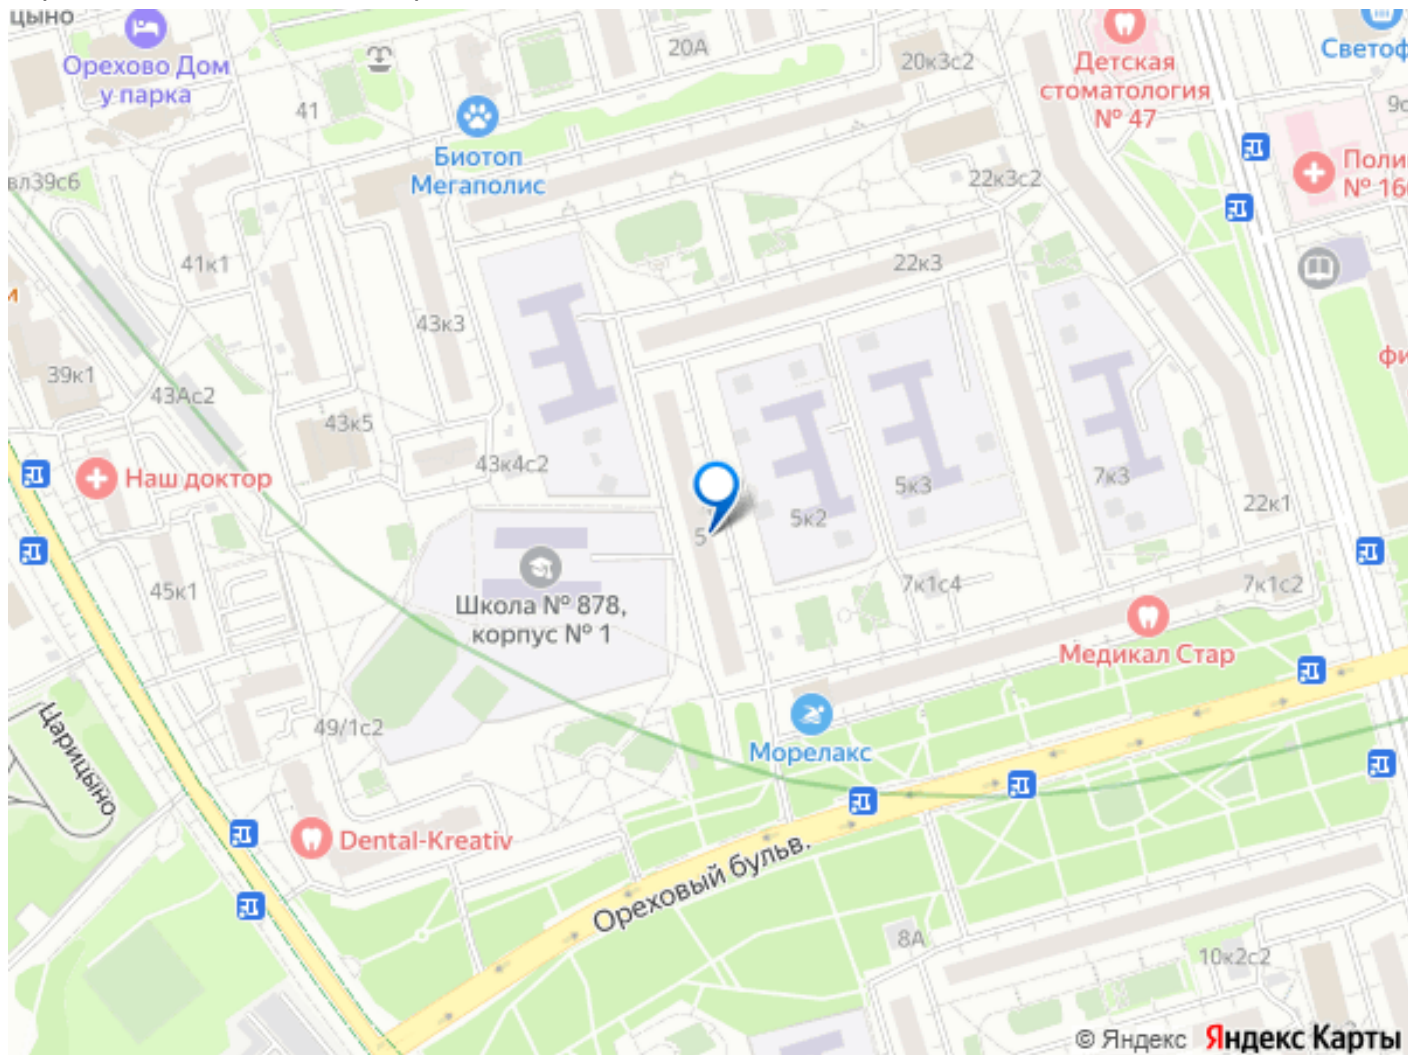 цыно
Орехово Дом
у парка
41
20А
20к3с2
Детская
стоматология
№ 47
Биотоп
Мегаполис
вл39с6
22к3с2
41к1
22к3
43к3
39к1
43Ас2
43к5
43к4с2
Наш доктор
5к3
7к3
22к1
5к2
5
45к1
Школа № 878,
корпус № 1
7к1с4
7к1с2
Медикал Стар
49/1с2
Царицыно
Морелакс
Dental-Kreativ
Ореховый бульв.
8А
10к2с2
© Яндекс Яндекс Карты